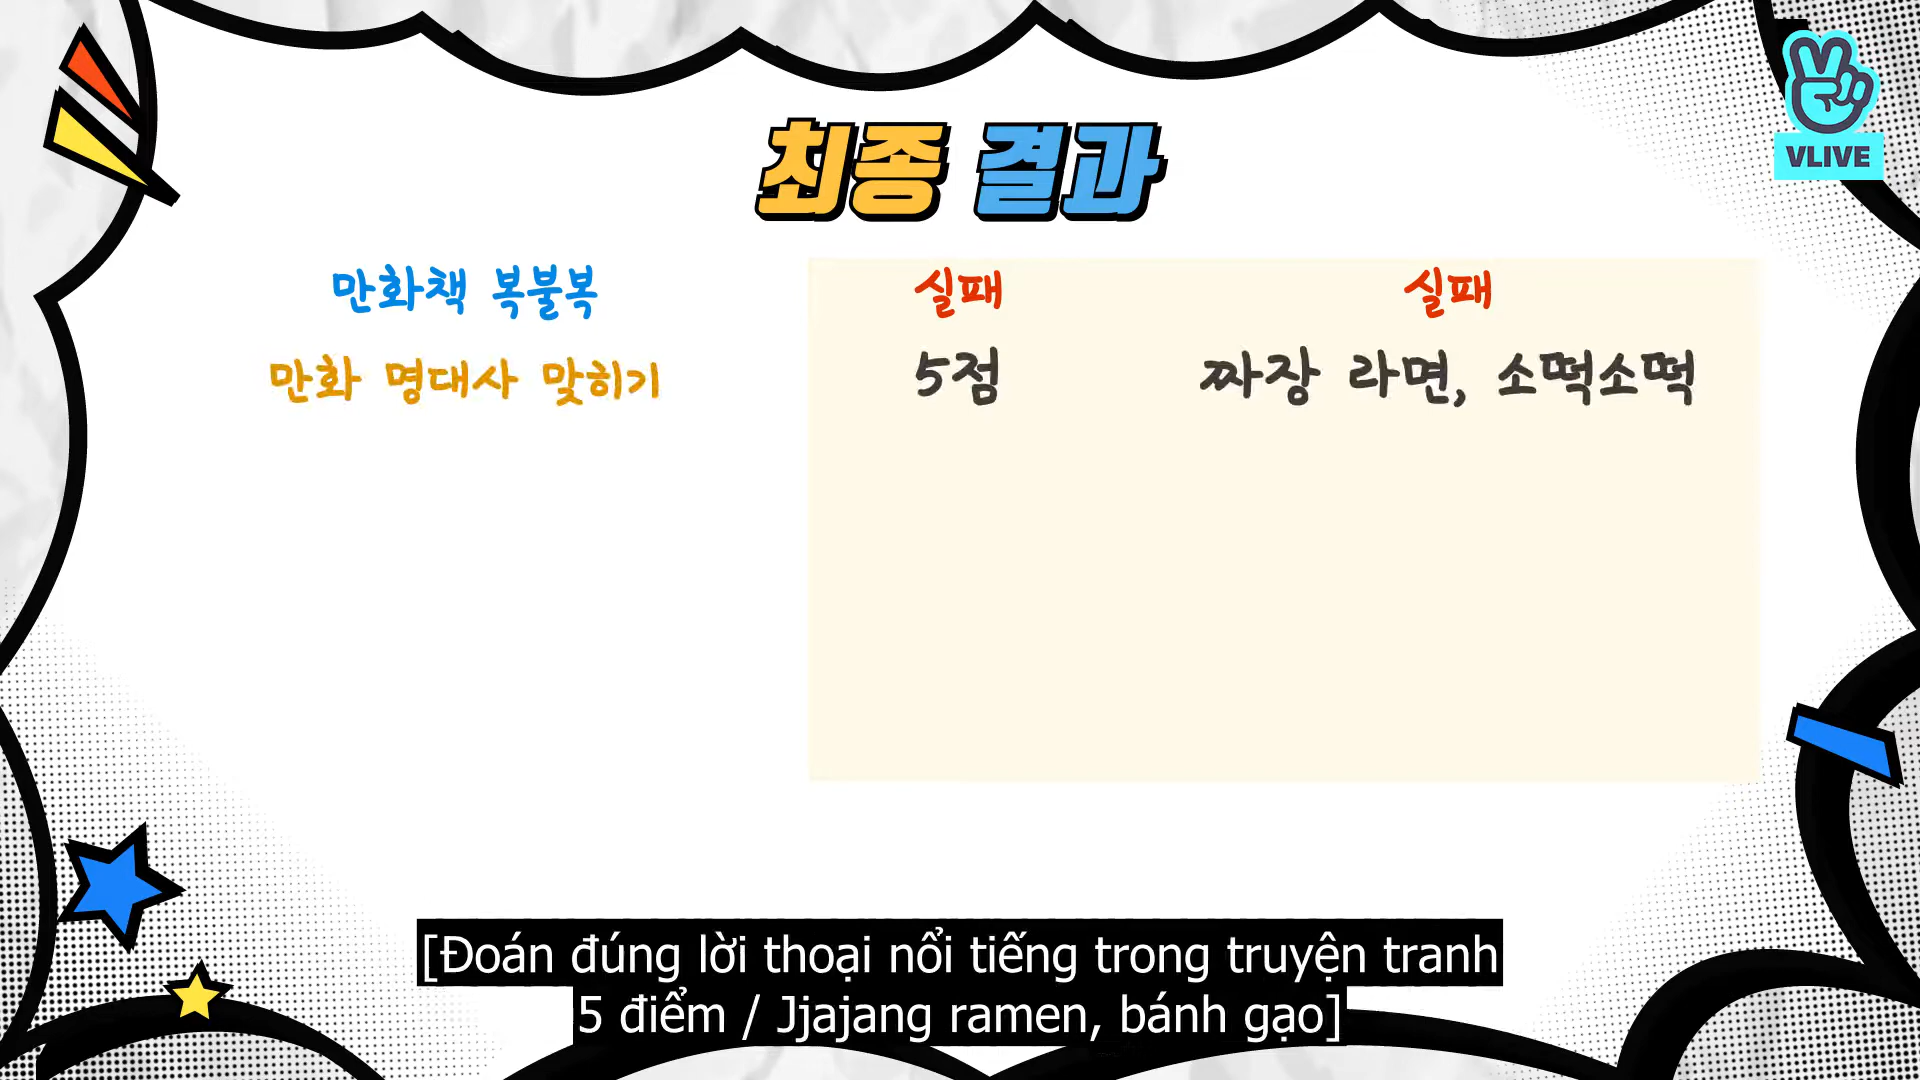 최종 결과
VLIVE
만화책 복불복 실패 실패
만화 명대사 맞히기 5점 짜장 라면, 소떡소떡
[Đoán đúng lời thoại nổi tiếng trong truyện tranh
5 điểm / Jjajang ramen, bánh gạo]